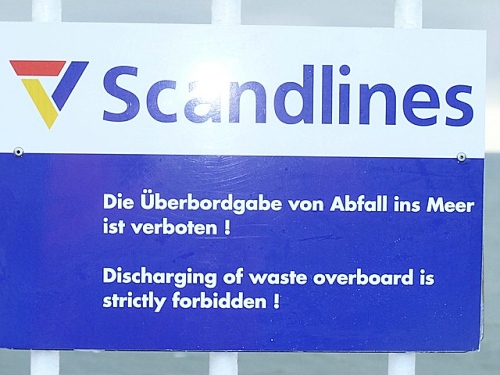 Scandlines
Die Überbordgabe von Abfall ins Meer
ist verboten !
Discharging of waste overboard is
strictly forbidden !